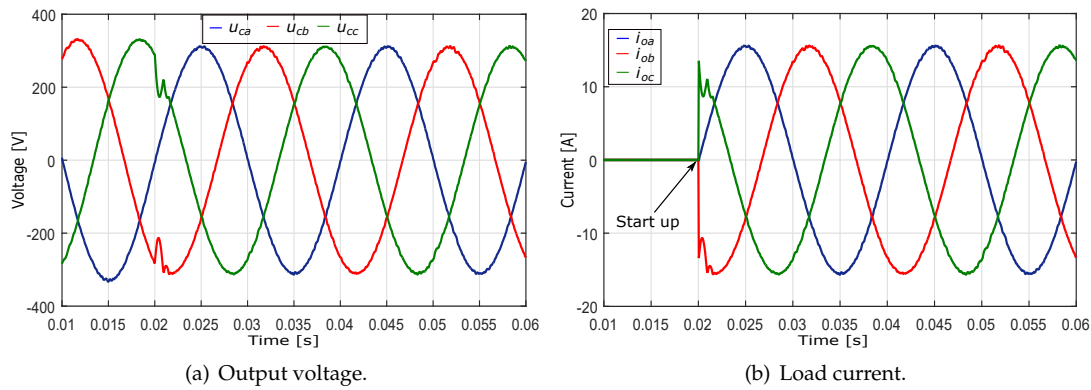 u_ca u_cb u_cc
400
200
0
-200
-400
Voltage [V]
0.01 0.015 0.02 0.025 0.03 0.035 0.04 0.045 0.05 0.055 0.06
Time [s]
(a) Output voltage.
i_oa
i_ob
i_oc
20
10
0
-10
-20
Current [A]
Start up
0.01 0.015 0.02 0.025 0.03 0.035 0.04 0.045 0.05 0.055 0.06
Time [s]
(b) Load current.